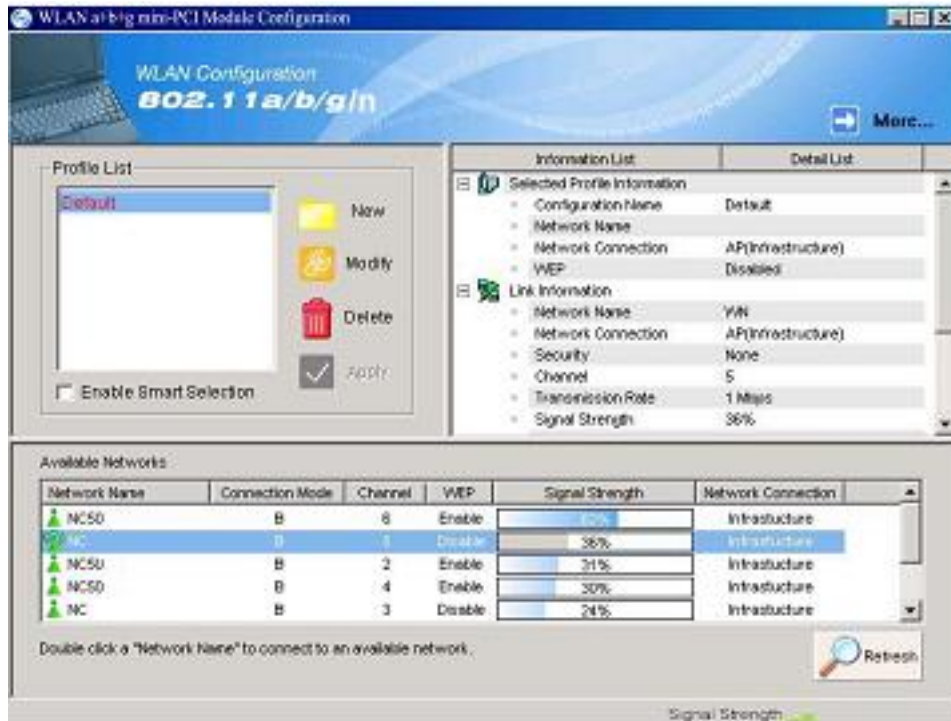 WLAN a+b+g mini-PCI Module Configuration
WLAN Configuration
802.11a/b/g/n
More...
Profile List
Default
New
Modify
Delete
Apply
Enable Smart Selection
Information List Detail List
Selected Profile Information
Configuration Name Default
Network Name
Network Connection AP(Infrastructure)
WEP Disabled
Link Information
Network Name
Network Connection AP(Infrastructure)
Security None
Channel 5
Transmission Rate 1 Mbps
Signal Strength 36%
Available Networks
Network Name Connection Mode Channel WEP Signal Strength Network Connection
NC50 B 6 Enable Infrastucture
NC B Disable 36% Infrastucture
NC50 B 2 Enable 31% Infrastucture
NC50 B 4 Enable 30% Infrastucture
NC B 3 Disable 24% Infrastucture
Double click a "Network Name" to connect to an available network.
Refresh
Signal Strength